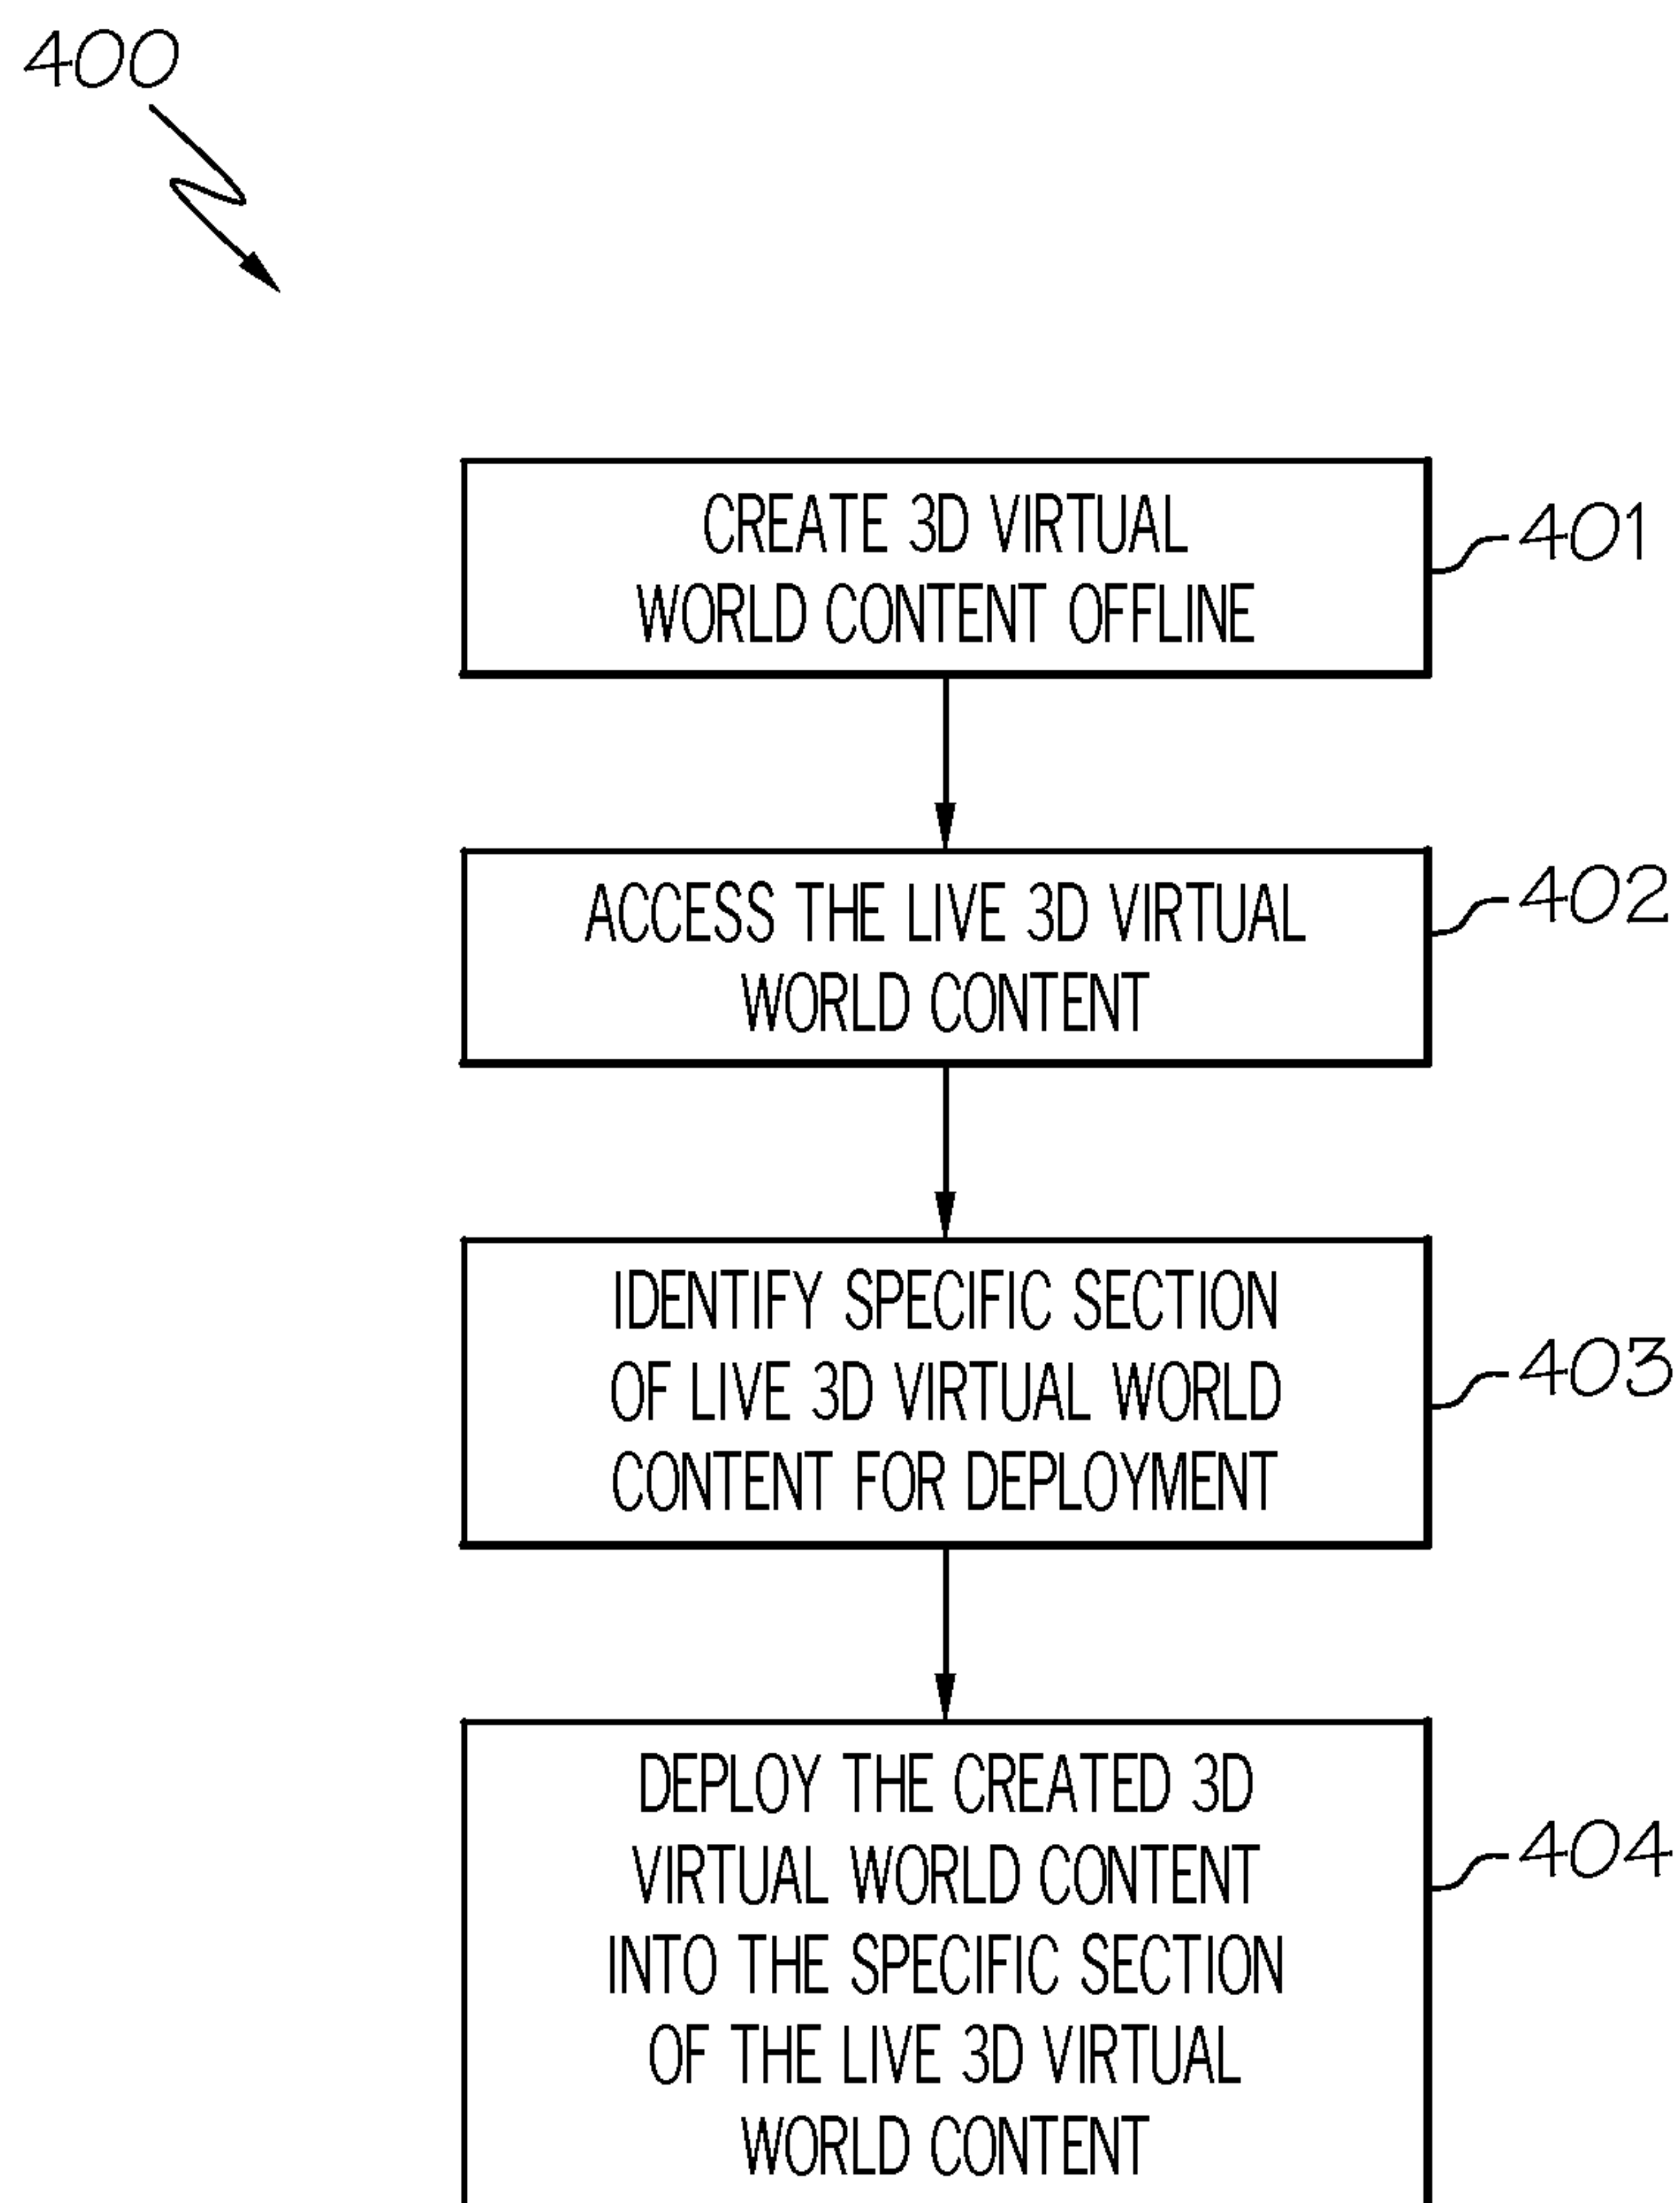 400
CREATE 3D VIRTUAL
WORLD CONTENT OFFLINE
401
ACCESS THE LIVE 3D VIRTUAL
WORLD CONTENT
402
IDENTIFY SPECIFIC SECTION
OF LIVE 3D VIRTUAL WORLD
CONTENT FOR DEPLOYMENT
403
DEPLOY THE CREATED 3D
VIRTUAL WORLD CONTENT
INTO THE SPECIFIC SECTION
OF THE LIVE 3D VIRTUAL
WORLD CONTENT
404